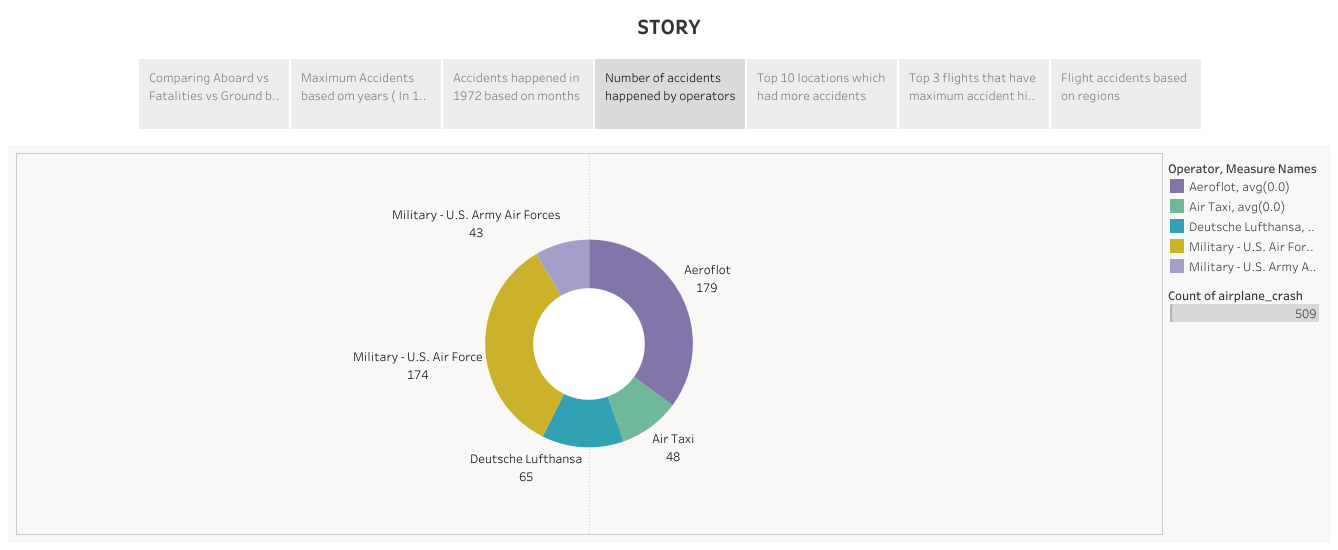 STORY
Comparing Aboard vs
Fatalities vs Ground b..
Maximum Accidents
based om years ( In 1..
Accidents happened in
1972 based on months
Number of accidents
happened by operators
Top 10 locations which
had more accidents
Top 3 flights that have
maximum accident hi..
Flight accidents based
on regions
Military - U.S. Army Air Forces
43
Aeroflot
179
Military - U.S. Air Force
174
Air Taxi
48
Deutsche Lufthansa
65
Operator, Measure Names
Aeroflot, avg(0.0)
Air Taxi, avg(0.0)
Deutsche Lufthansa, ..
Military - U.S. Air For..
Military - U.S. Army A..
Count of airplane_crash
509